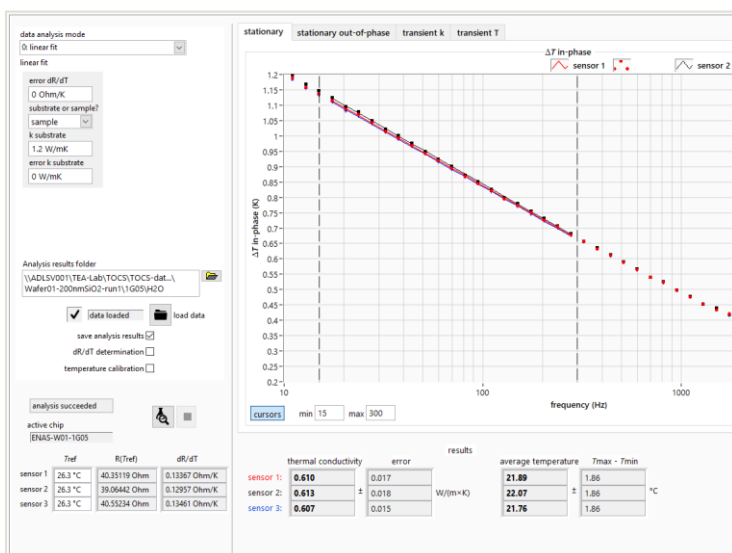 data analysis mode
0: linear fit
linear fit
error dR/dT
0 Ohm/K
substrate or sample?
sample
k substrate
1.2 W/mK
error k substrate
0 W/mK
Analysis results folder
\\ADLSV001\TEA-Lab\TOCS\TOCS-dat...\
Wafer01-200nmSiO2-run1\1G05\H2O
data loaded
load data
save analysis results
dR/dT determination
temperature calibration
analysis succeeded
active chip
ENAS-W01-1G05
Tref R(Tref) dR/dT
sensor 1 26.3 °C 40.35119 Ohm 0.13367 Ohm/K
sensor 2 26.3 °C 39.06442 Ohm 0.12957 Ohm/K
sensor 3 26.3 °C 40.55234 Ohm 0.13461 Ohm/K
stationary stationary out-of-phase transient k transient T
ΔT in-phase
sensor 1 sensor 2
1.2
1.15
1.1
1.05
1
0.95
0.9
0.85
0.8
0.75
0.7
0.65
0.6
0.55
0.5
0.45
0.4
0.35
0.3
0.25
0.2
ΔT in-phase (K)
10 100 1000
frequency (Hz)
cursors min 15 max 300
results
thermal conductivity error average temperature Tmax - Tmin
sensor 1: 0.610 0.017 21.89 1.86
sensor 2: 0.613 ± 0.018 W/(m×K) 22.07 ± 1.86 °C
sensor 3: 0.607 0.015 21.76 1.86